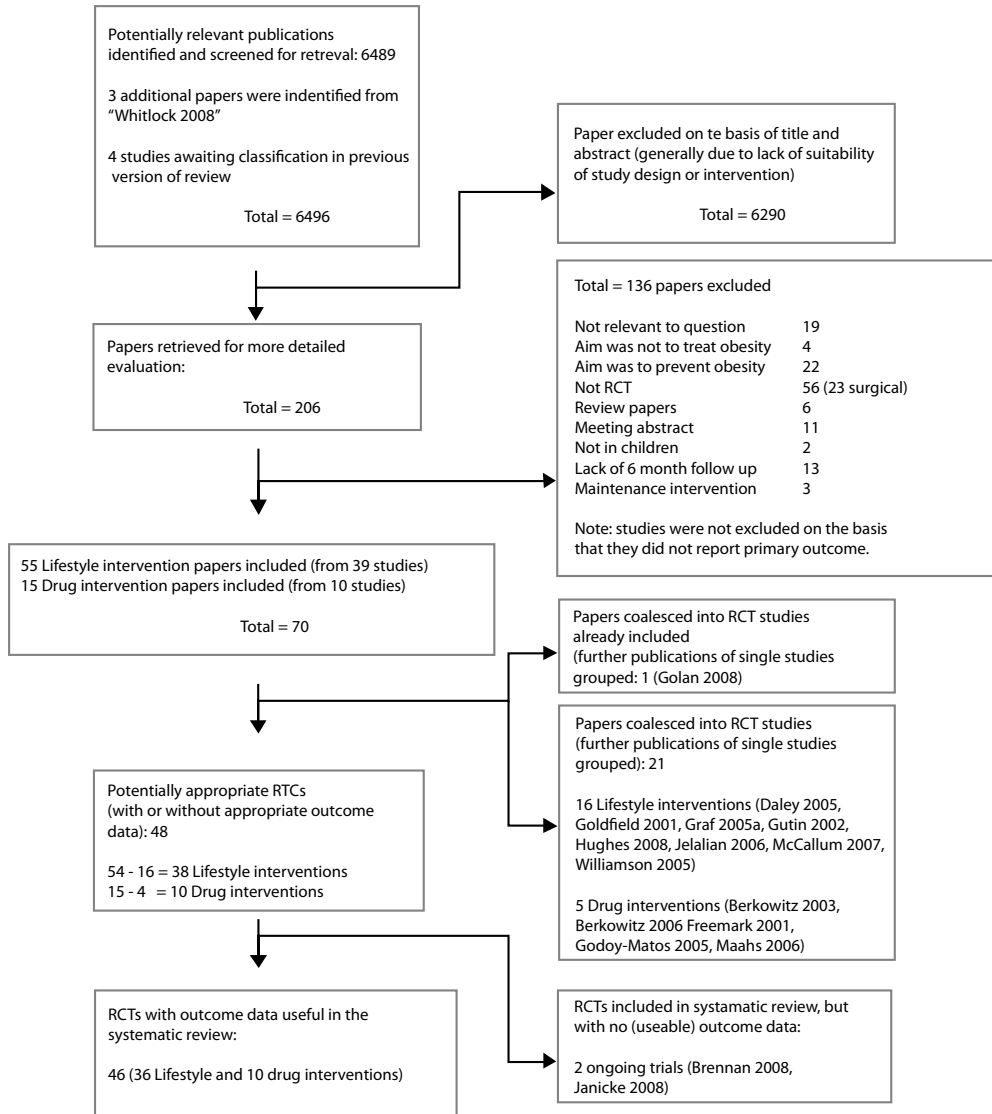 Potentially relevant publications
identified and screened for retreval: 6489
3 additional papers were indentified from
“Whitlock 2008”
4 studies awaiting classification in previous
version of review
Total = 6496
Paper excluded on te basis of title and
abstract (generally due to lack of suitability
of study design or intervention)
Total = 6290
Papers retrieved for more detailed
evaluation:
Total = 206
Total = 136 papers excluded
Not relevant to question 19
Aim was not to treat obesity 4
Aim was to prevent obesity 22
Not RCT 56 (23 surgical)
Review papers 6
Meeting abstract 11
Not in children 2
Lack of 6 month follow up 13
Maintenance intervention 3
Note: studies were not excluded on the basis
that they did not report primary outcome.
55 Lifestyle intervention papers included (from 39 studies)
15 Drug intervention papers included (from 10 studies)
Total = 70
Papers coalesced into RCT studies
already included
(further publications of single studies
grouped: 1 (Golan 2008)
Papers coalesced into RCT studies
(further publications of single studies
grouped): 21
16 Lifestyle interventions (Daley 2005,
Goldfield 2001, Graf 2005a, Gutin 2002,
Hughes 2008, Jelalian 2006, McCallum 2007,
Williamson 2005)
5 Drug interventions (Berkowitz 2003,
Berkowitz 2006 Freemark 2001,
Godoy-Matos 2005, Maahs 2006)
Potentially appropriate RTCs
(with or without appropriate outcome
data): 48
54 - 16 = 38 Lifestyle interventions
15 - 4 = 10 Drug interventions
RCTs with outcome data useful in the
systematic review:
46 (36 Lifestyle and 10 drug interventions)
RCTs included in systamatic review, but
with no (useable) outcome data:
2 ongoing trials (Brennan 2008,
Janicke 2008)